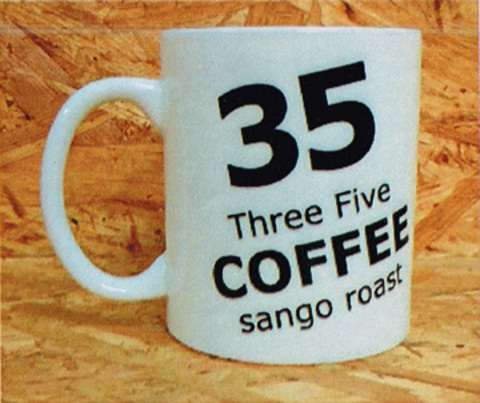 35
Three Five
COFFEE
sango roast